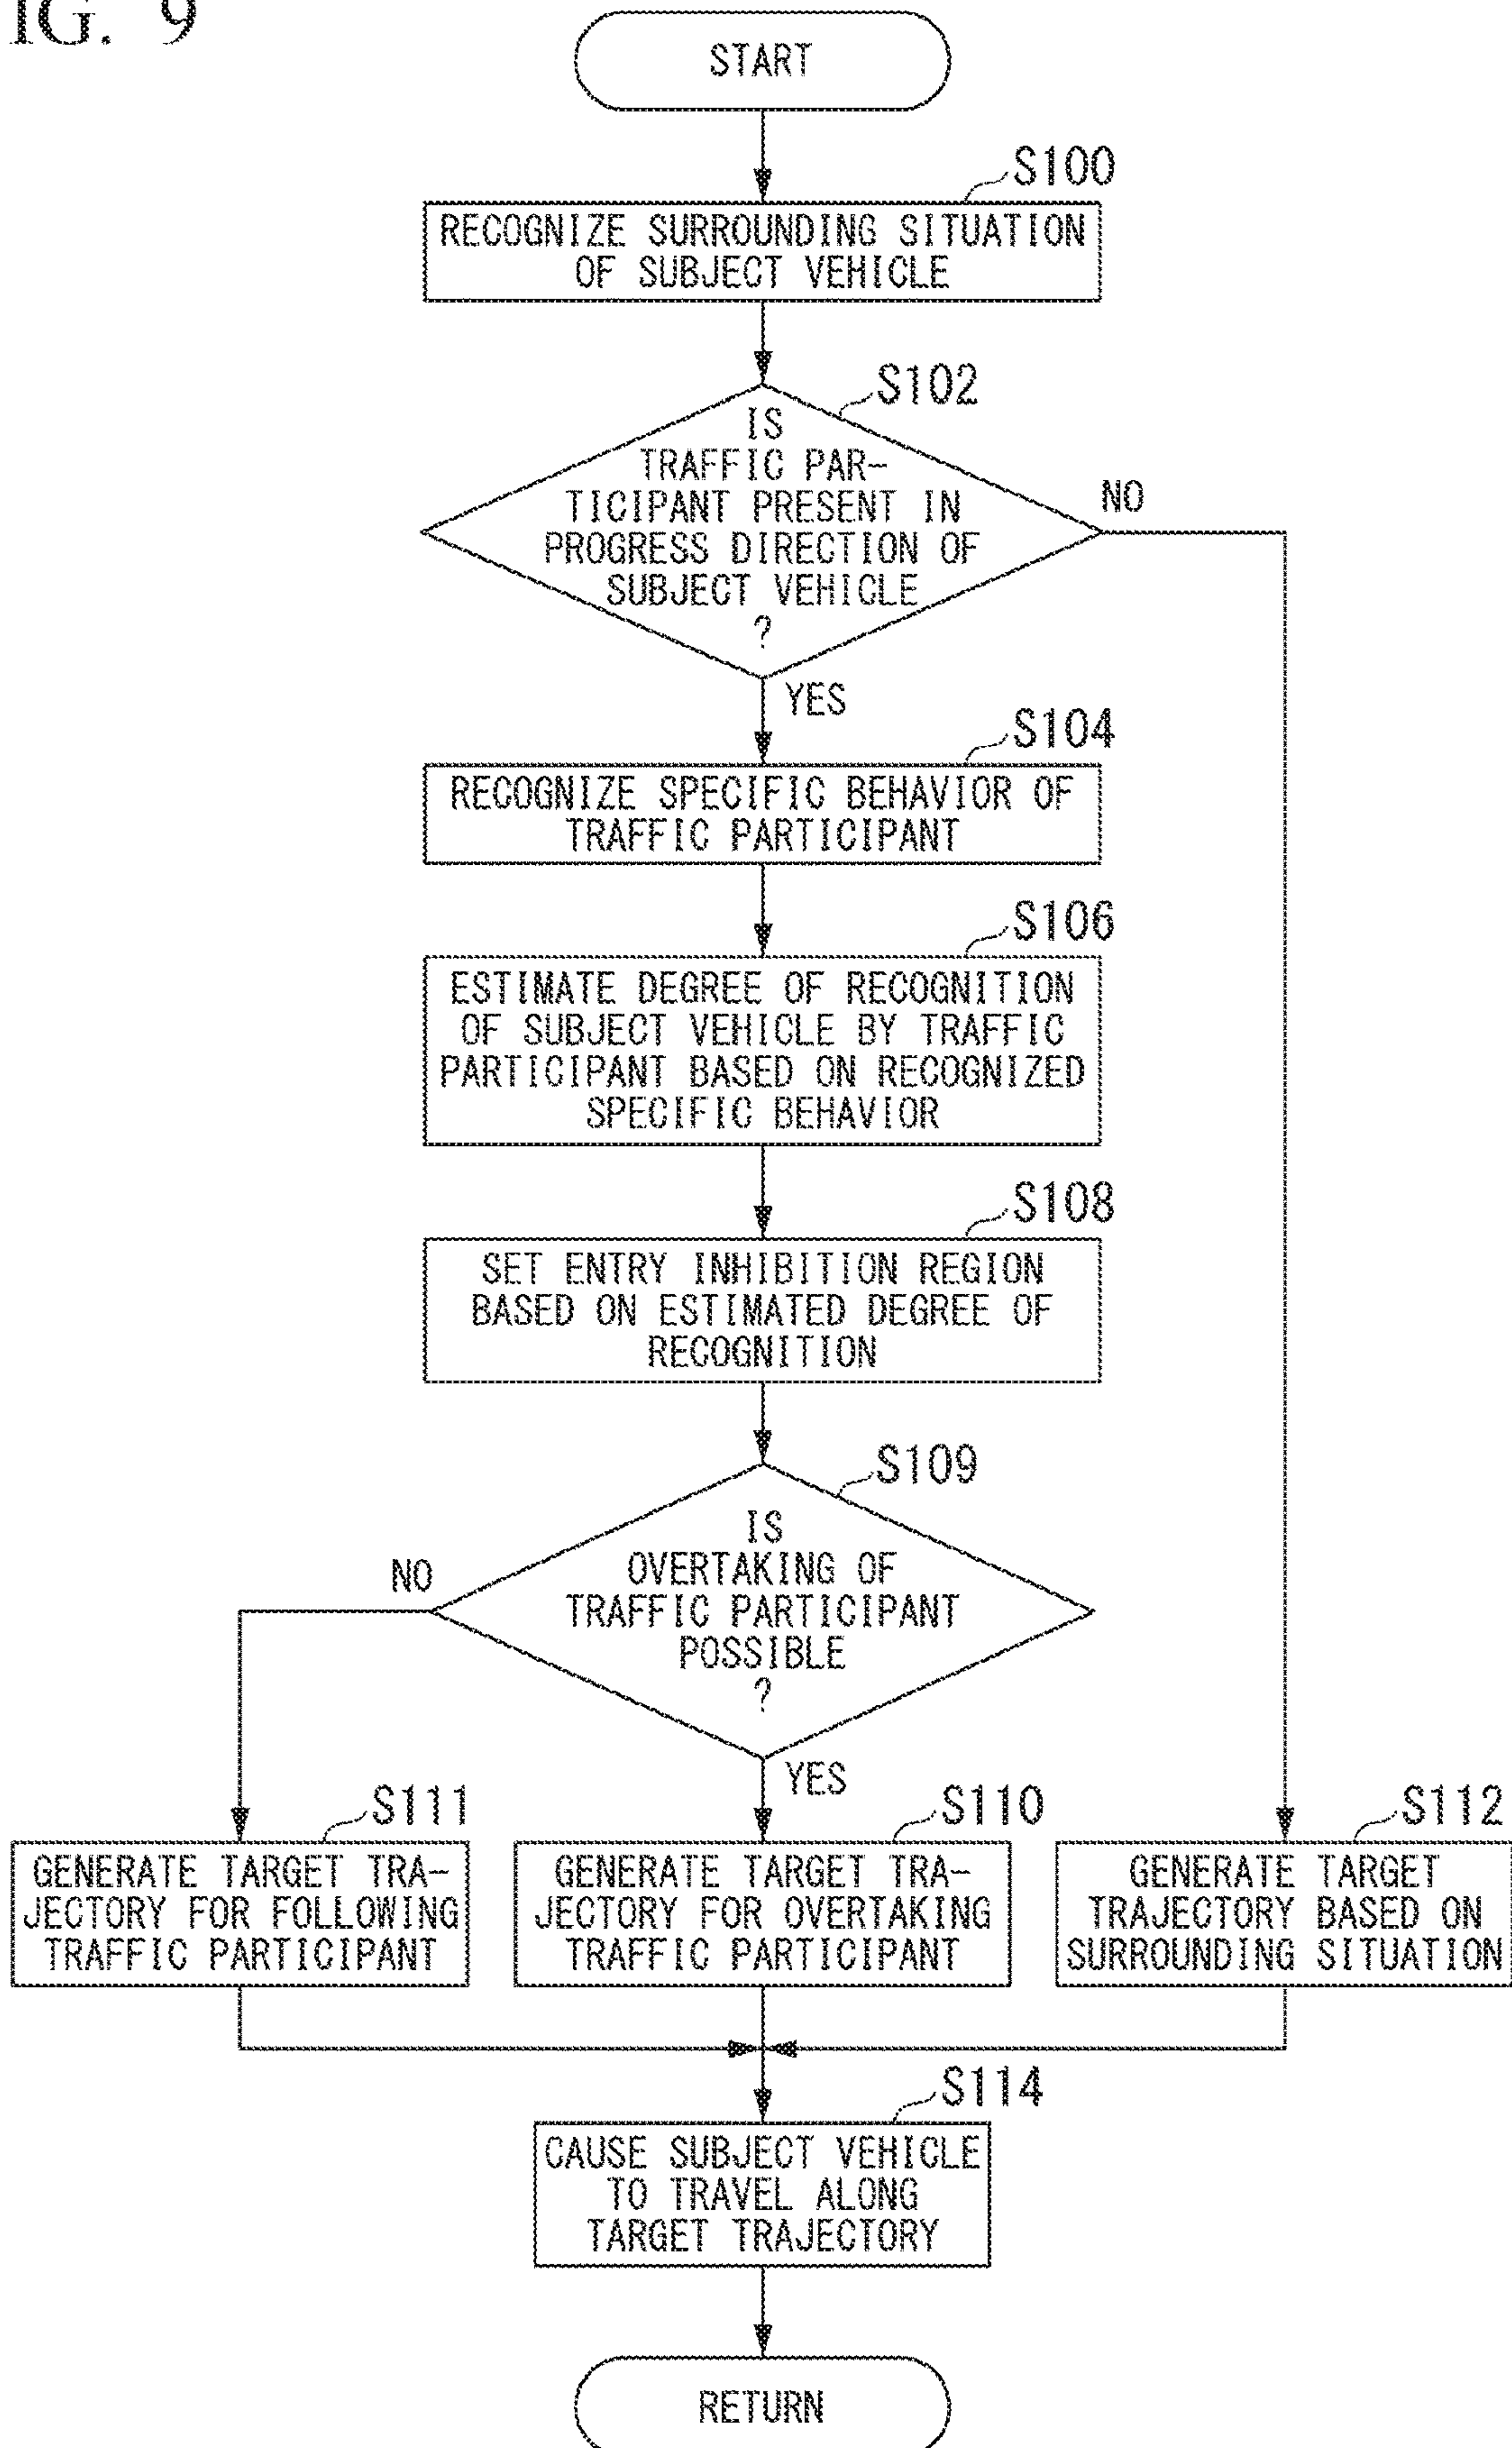 IG. 9
START
S100
RECOGNIZE SURROUNDING SITUATION
OF SUBJECT VEHICLE
S102
IS
TRAFFIC PAR-
TICIPANT PRESENT IN
PROGRESS DIRECTION OF
SUBJECT VEHICLE
?
NO
YES
S104
RECOGNIZE SPECIFIC BEHAVIOR OF
TRAFFIC PARTICIPANT
S106
ESTIMATE DEGREE OF RECOGNITION
OF SUBJECT VEHICLE BY TRAFFIC
PARTICIPANT BASED ON RECOGNIZED
SPECIFIC BEHAVIOR
S108
SET ENTRY INHIBITION REGION
BASED ON ESTIMATED DEGREE OF
RECOGNITION
S109
IS
OVERTAKING OF
TRAFFIC PARTICIPANT
POSSIBLE
?
NO
YES
S111
GENERATE TARGET TRA-
JECTORY FOR FOLLOWING
TRAFFIC PARTICIPANT
S110
GENERATE TARGET TRA-
JECTORY FOR OVERTAKING
TRAFFIC PARTICIPANT
S112
GENERATE TARGET
TRAJECTORY BASED ON
SURROUNDING SITUATION
S114
CAUSE SUBJECT VEHICLE
TO TRAVEL ALONG
TARGET TRAJECTORY
RETURN